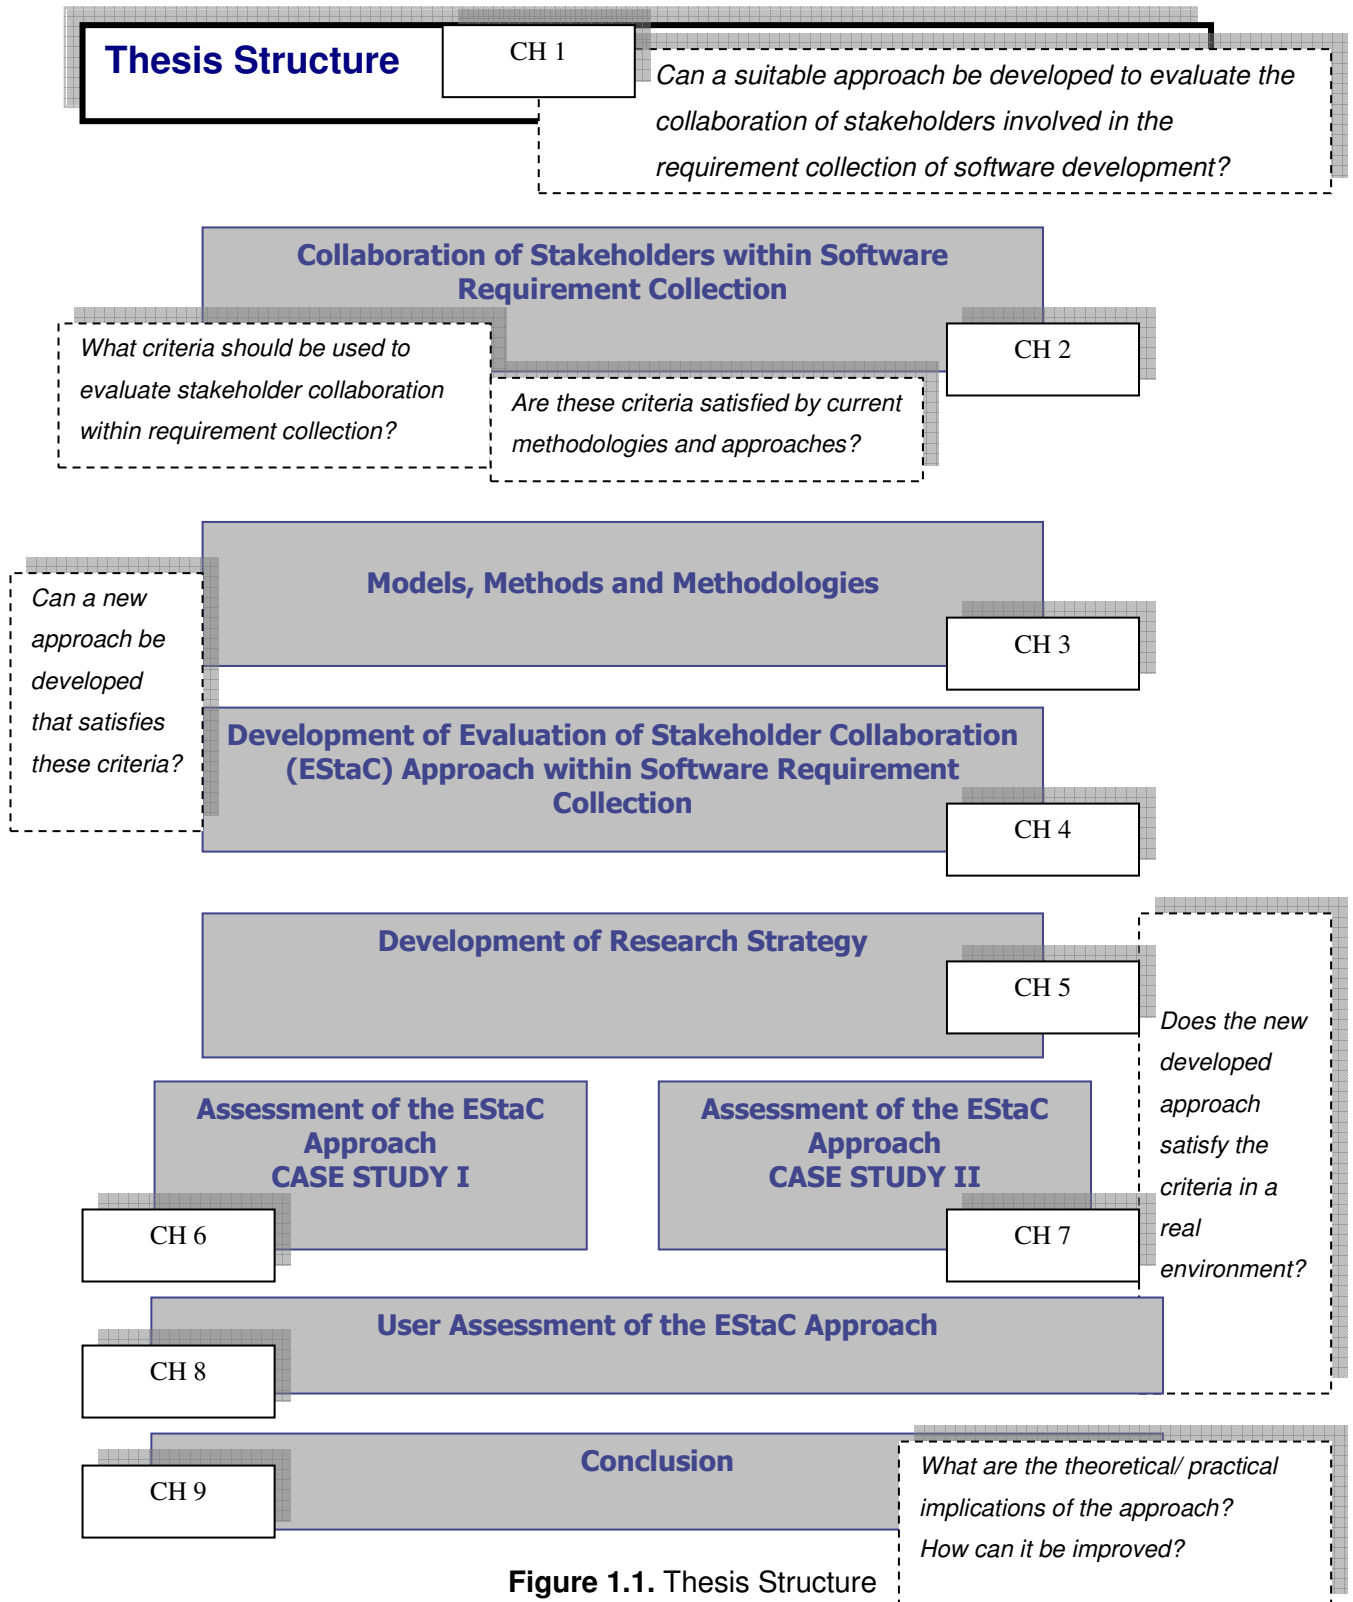 Thesis Structure
CH 1
Can a suitable approach be developed to evaluate the
collaboration of stakeholders involved in the
requirement collection of software development?
Collaboration of Stakeholders within Software
Requirement Collection
CH 2
What criteria should be used to
evaluate stakeholder collaboration
within requirement collection?
Are these criteria satisfied by current
methodologies and approaches?
Models, Methods and Methodologies
CH 3
Can a new
approach be
developed
that satisfies
these criteria?
Development of Evaluation of Stakeholder Collaboration
(EStaC) Approach within Software Requirement
Collection
CH 4
Development of Research Strategy
CH 5
Does the new
developed
approach
satisfy the
criteria in a
real
environment?
Assessment of the EStaC
Approach
CASE STUDY I
CH 6
Assessment of the EStaC
Approach
CASE STUDY II
CH 7
User Assessment of the EStaC Approach
CH 8
Conclusion
CH 9
What are the theoretical/ practical
implications of the approach?
How can it be improved?
Figure 1.1. Thesis Structure